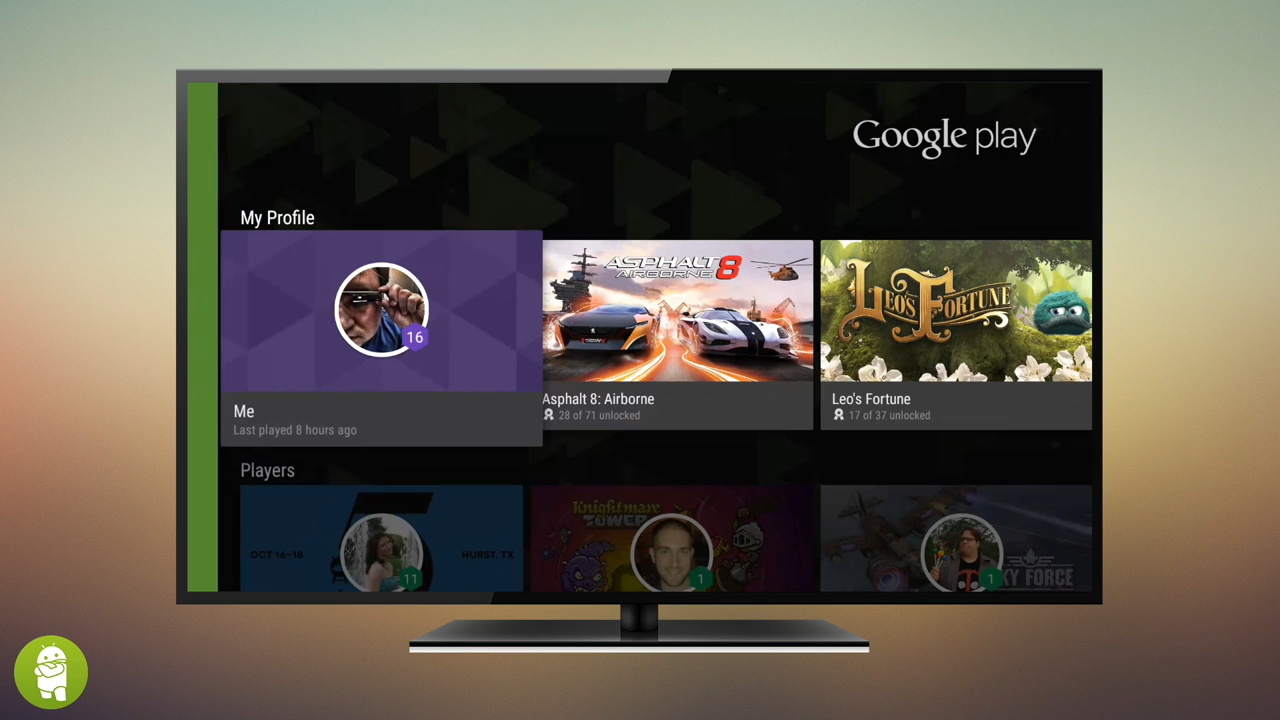 Google play
My Profile
16
ASPHALT 8
AIRBORNE
LEO'S FORTUNE
Me
Last played 8 hours ago
Asphalt 8: Airborne
28 of 71 unlocked
Leo's Fortune
17 of 37 unlocked
Players
OCT 16-18
HURST, TX
11
Knightmare
TOWER
1
KY FORCE
1